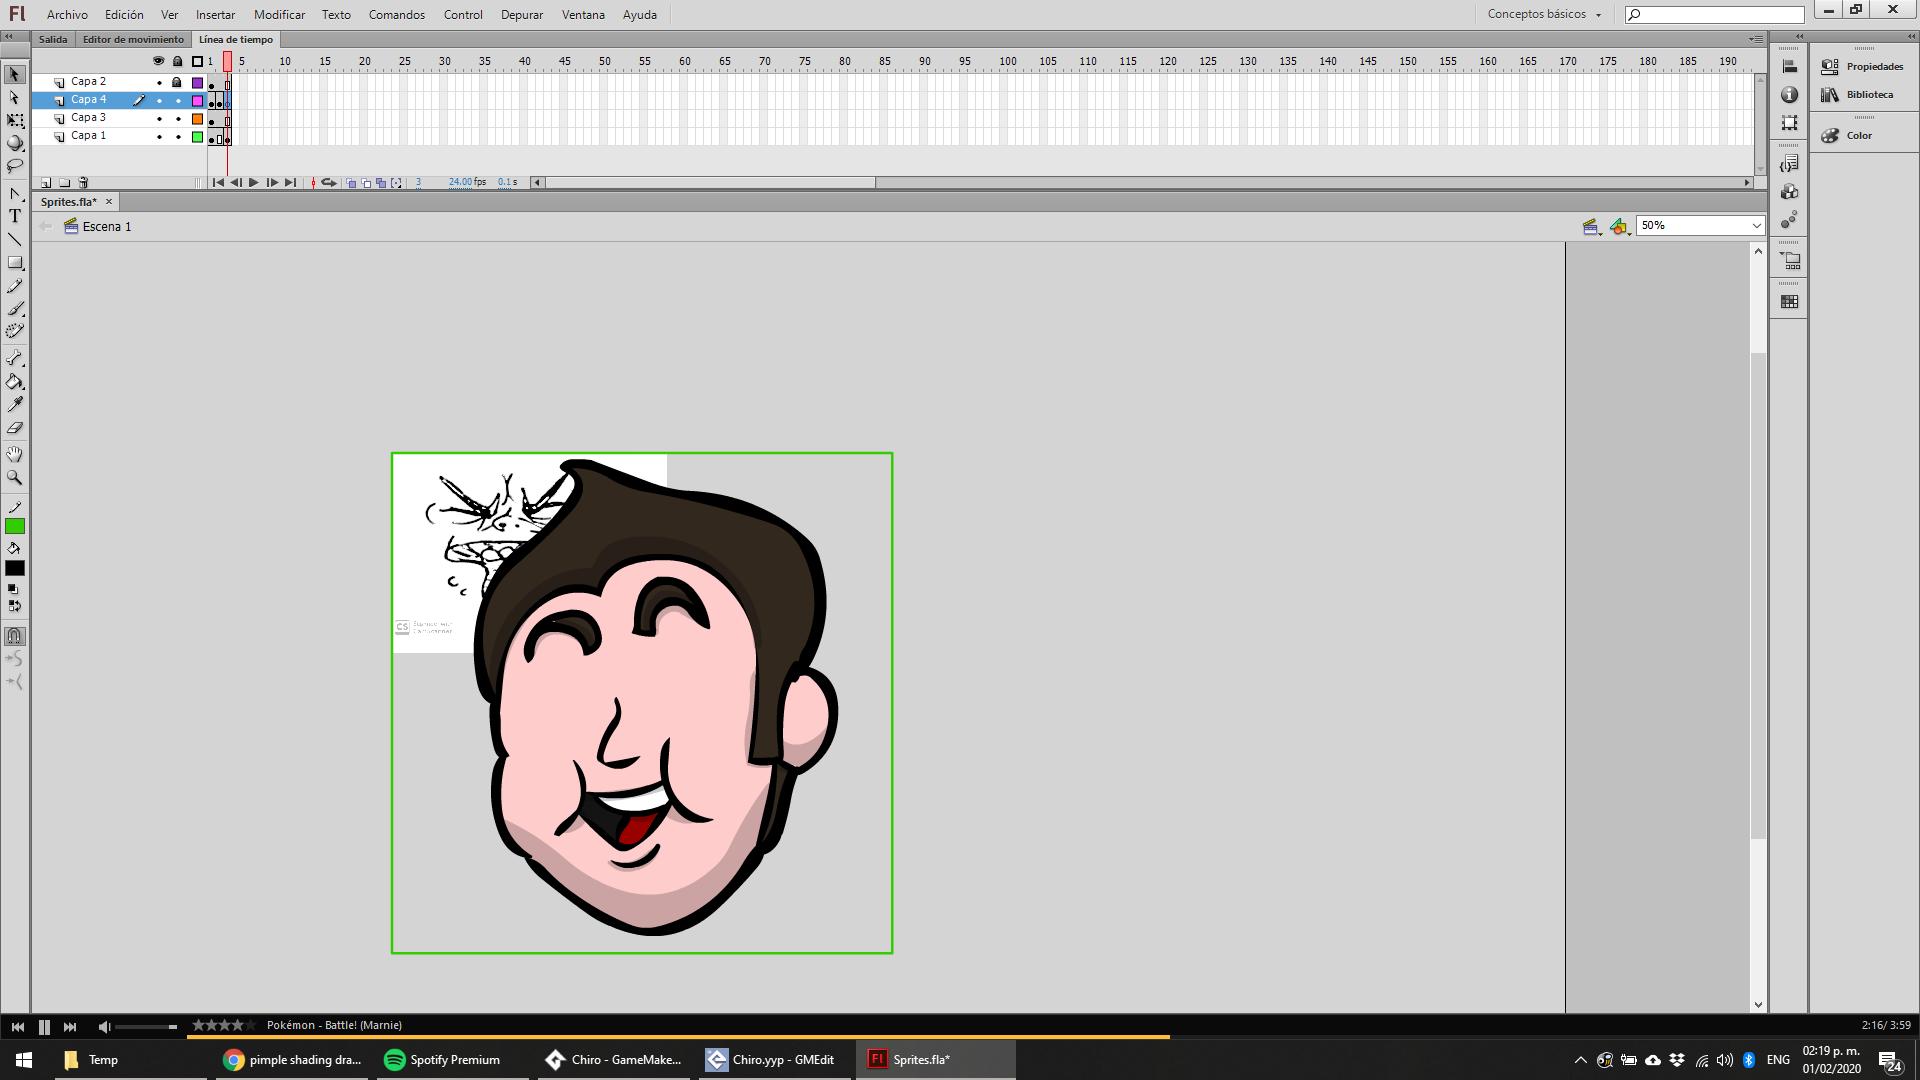 Fl Archivo Edición Ver Insertar Modificar Texto Comandos Control Depurar Ventana Ayuda Conceptos básicos
Salida Editor de movimiento Línea de tiempo
1 5 10 15 20 25 30 35 40 45 50 55 60 65 70 75 80 85 90 95 100 105 110 115 120 125 130 135 140 145 150 155 160 165 170 175 180 185 190
Capa 2
Capa 4
Capa 3
Capa 1
3 24.00 fps 0.1 s
Propiedades
Biblioteca
Color
Sprites.fla*
Escena 1 50%
CS
Pokémon - Battle! (Marnie) 2:16/ 3:59
Temp pimple shading dra... Spotify Premium Chiro - GameMake... Chiro.yyp - GMEdit Fl Sprites.fla* ENG 02:19 p. m.
01/02/2020 24